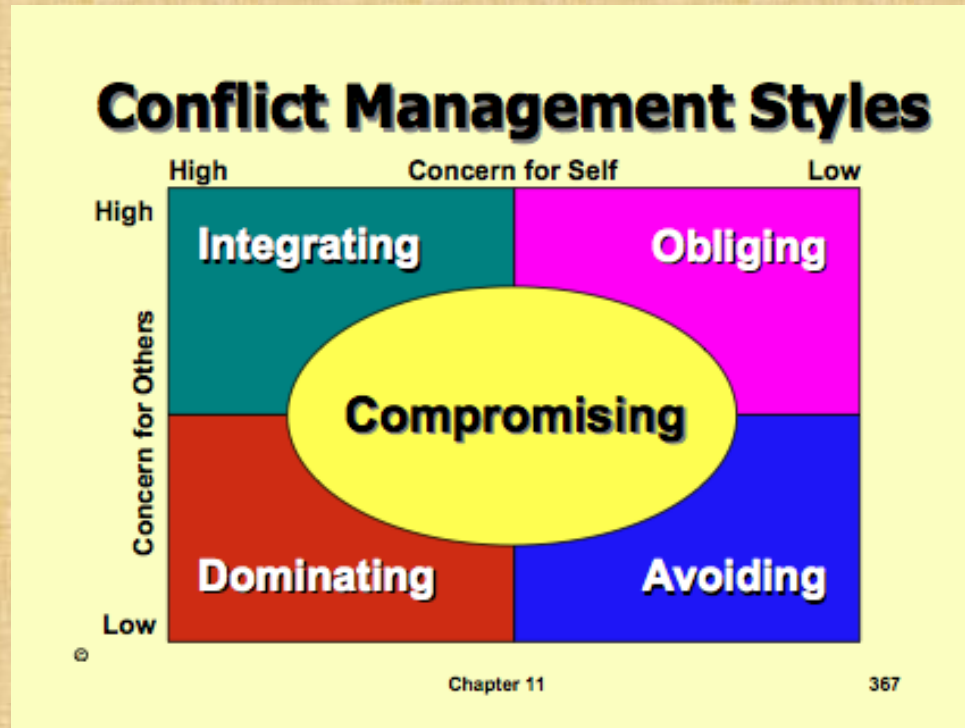 Conflict Management Styles
High Concern for Self Low
High
Integrating Obliging
Concern for Others
Compromising
Dominating Avoiding
Low
©
Chapter 11 367